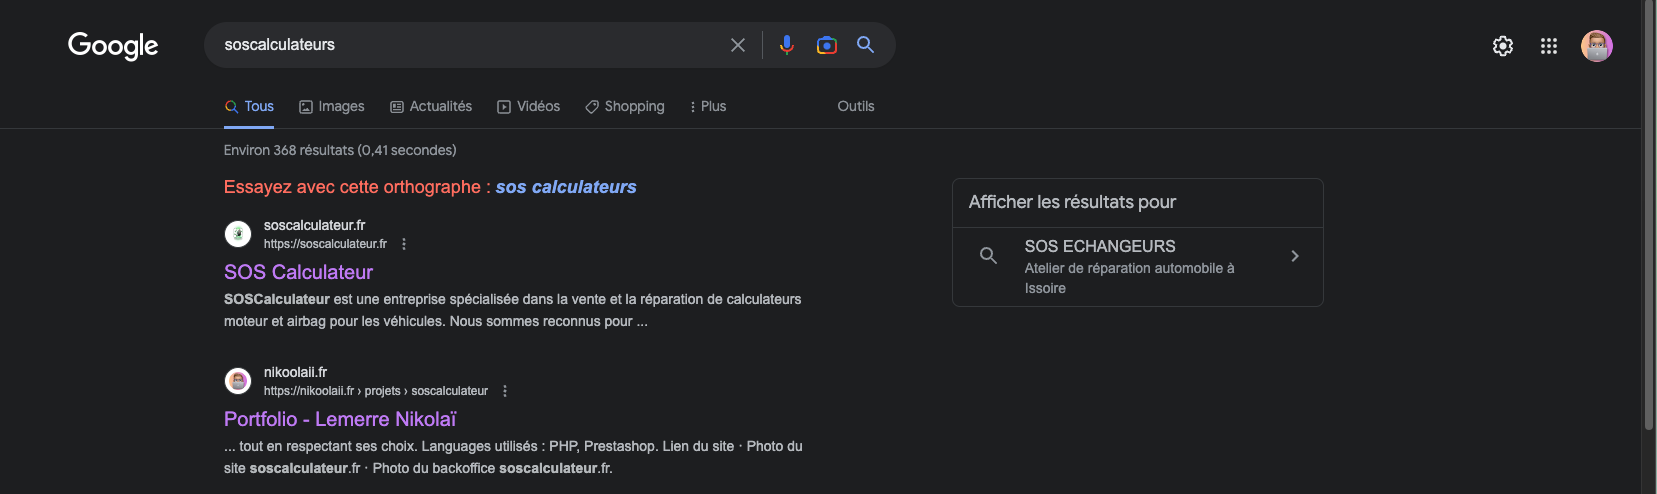 Google
soscalculateurs
Tous
Images
Actualités
Vidéos
Shopping
Plus
Outils
Environ 368 résultats (0,41 secondes)
Essayez avec cette orthographe : sos calculateurs
soscalculateur.fr
https://soscalculateur.fr
SOS Calculateur
SOSCalculateur est une entreprise spécialisée dans la vente et la réparation de calculateurs
moteur et airbag pour les véhicules. Nous sommes reconnus pour ...
nikoolaii.fr
https://nikoolaii.fr › projets › soscalculateur
Portfolio - Lemerre Nikolaï
... tout en respectant ses choix. Languages utilisés : PHP, Prestashop. Lien du site · Photo du
site soscalculateur.fr · Photo du backoffice soscalculateur.fr.
Afficher les résultats pour
SOS ECHANGEURS
Atelier de réparation automobile à
Issoire